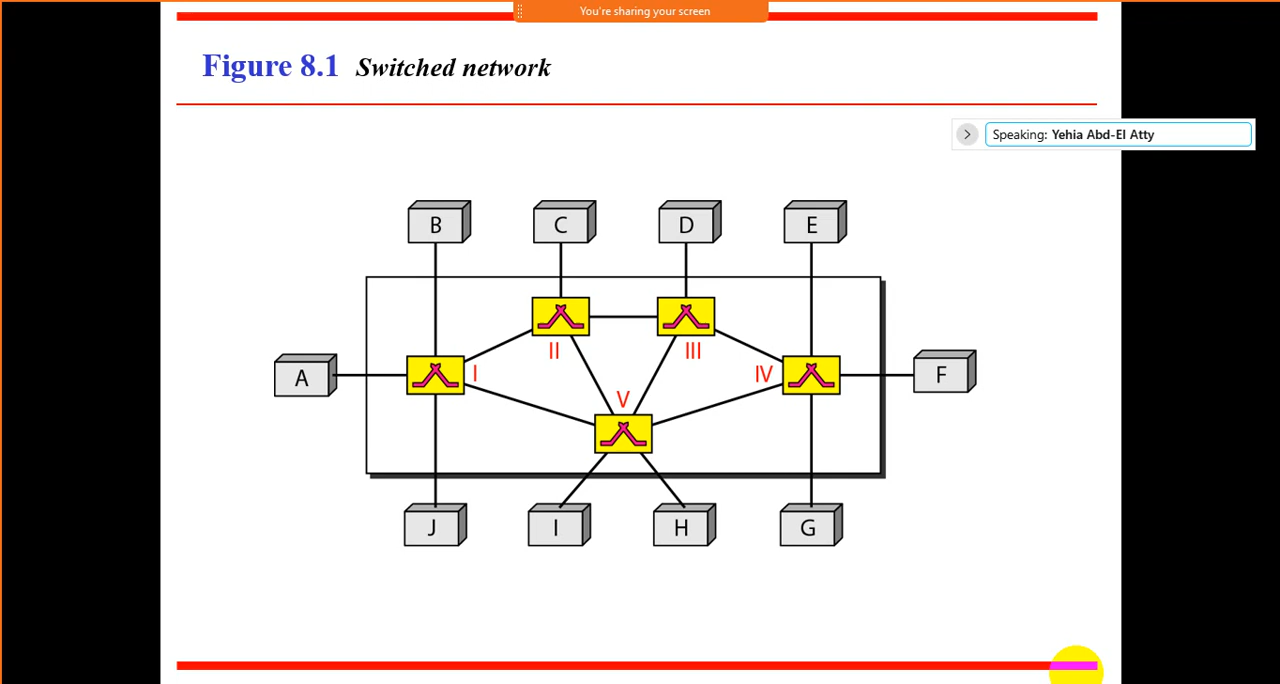 You're sharing your screen
Figure 8.1 Switched network
Speaking: Yehia Abd-El Atty
B C D E
II III
A I IV F
V
J I H G